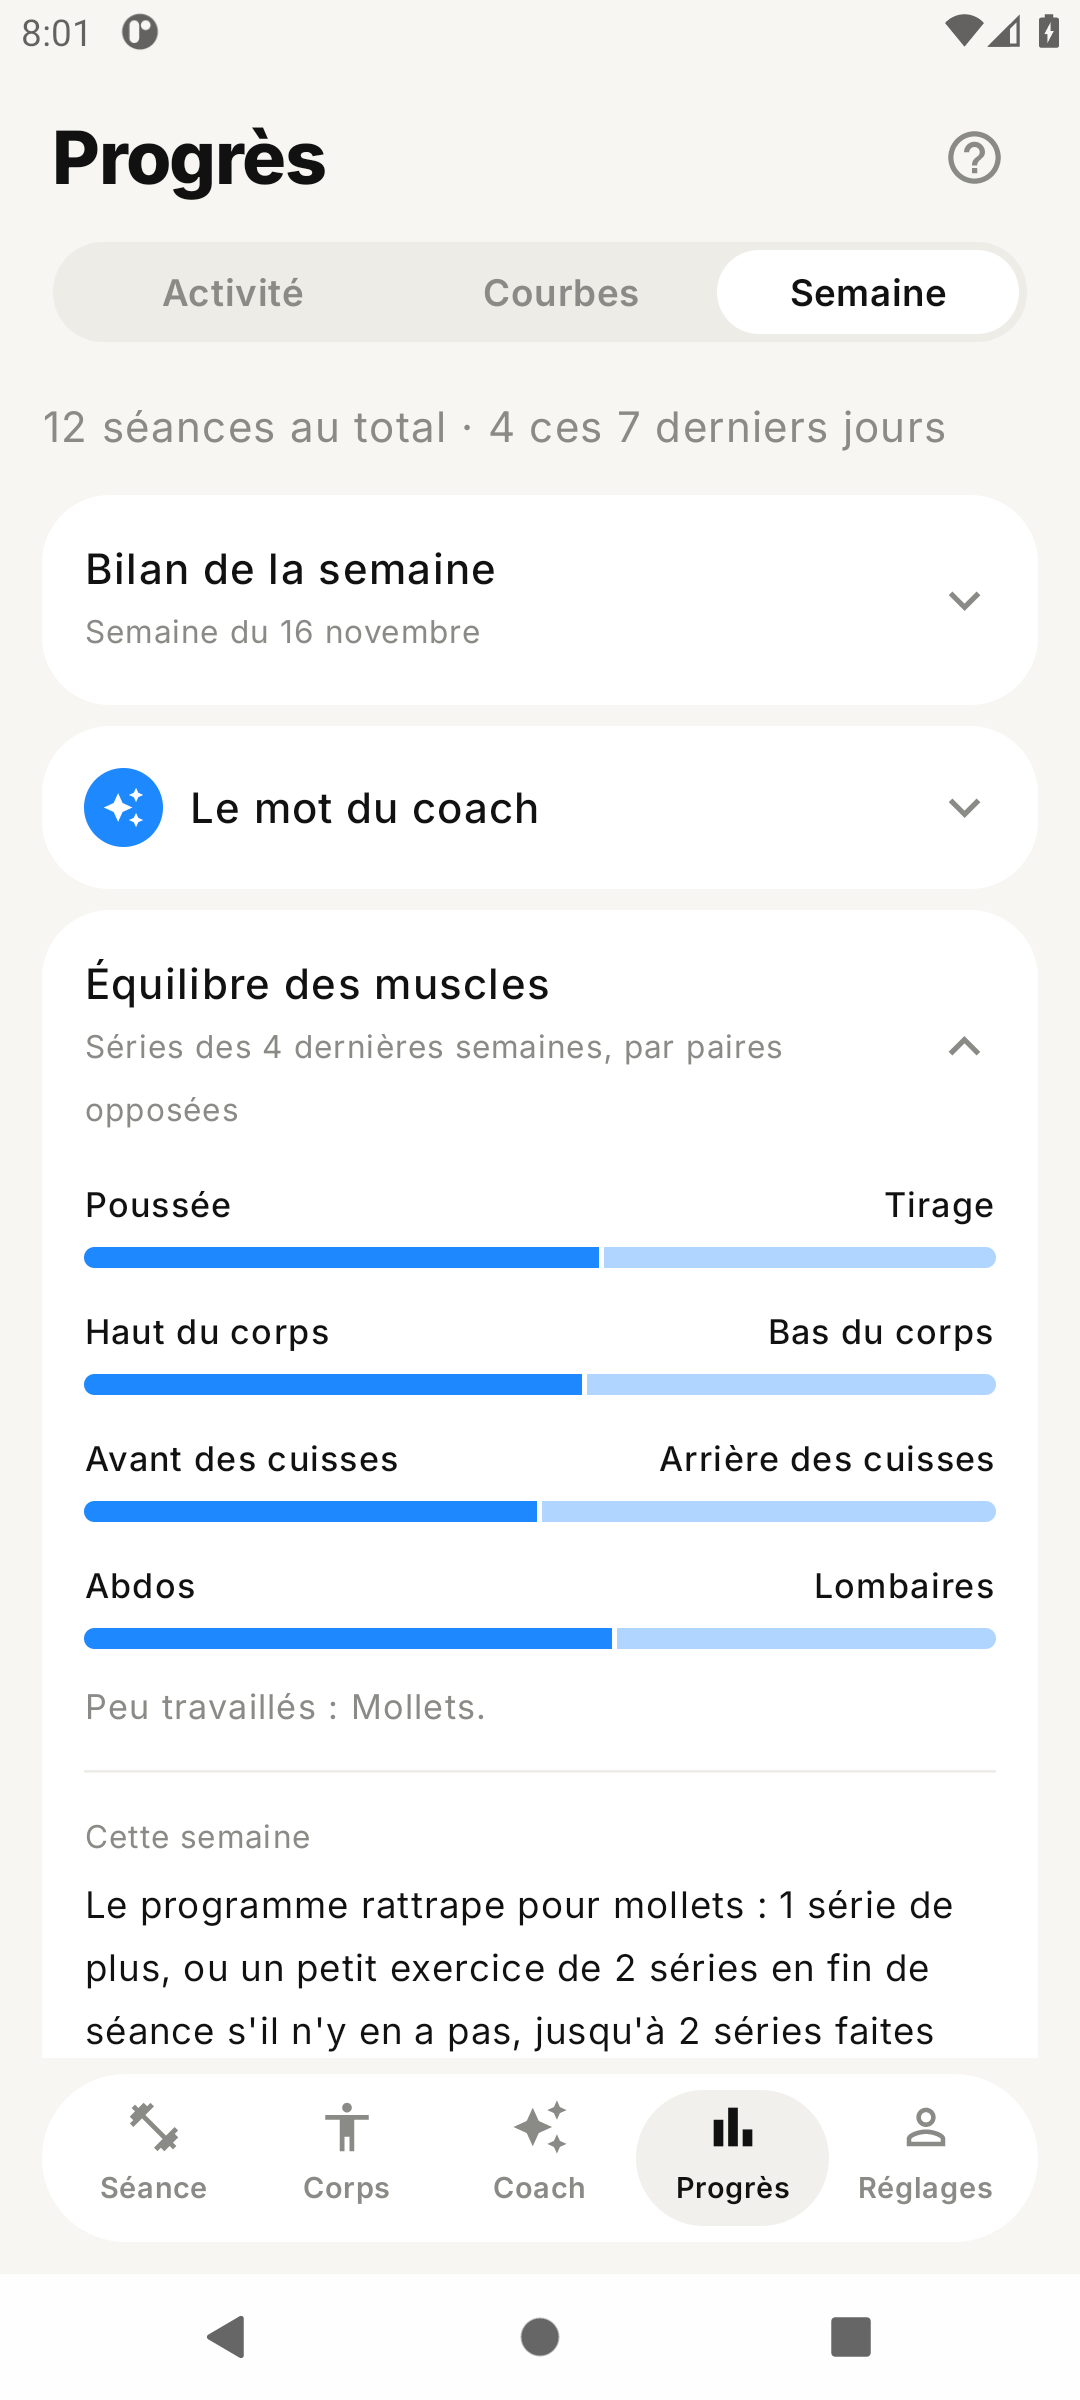 8:01
Progrès
Activité
Courbes
Semaine
12 séances au total · 4 ces 7 derniers jours
Bilan de la semaine
Semaine du 16 novembre
Le mot du coach
Équilibre des muscles
Séries des 4 dernières semaines, par paires
opposées
Poussée
Tirage
Haut du corps
Bas du corps
Avant des cuisses
Arrière des cuisses
Abdos
Lombaires
Peu travaillés : Mollets.
Cette semaine
Le programme rattrape pour mollets : 1 série de
plus, ou un petit exercice de 2 séries en fin de
séance s'il n'y en a pas, jusqu'à 2 séries faites
Séance
Corps
Coach
Progrès
Réglages